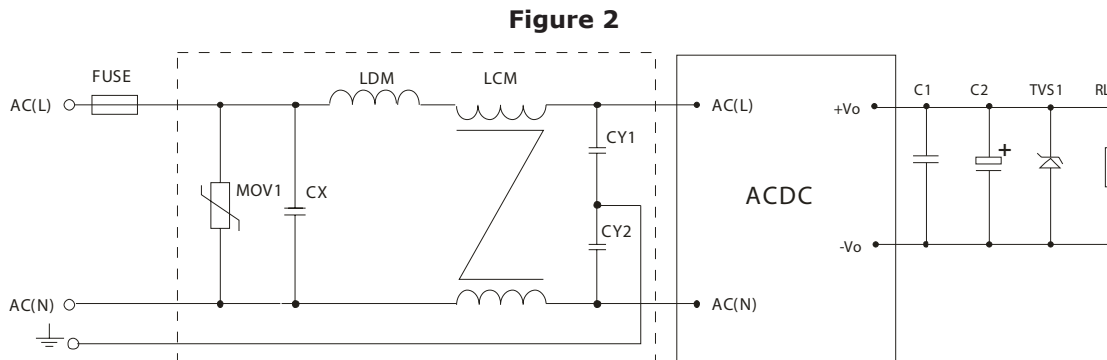 Figure 2
FUSE
LDM
LCM
AC(L)
AC(L)
+Vo
C1
C2
TVS1
RL
CY1
+
MOV1
CX
ACDC
CY2
-Vo
AC(N)
AC(N)